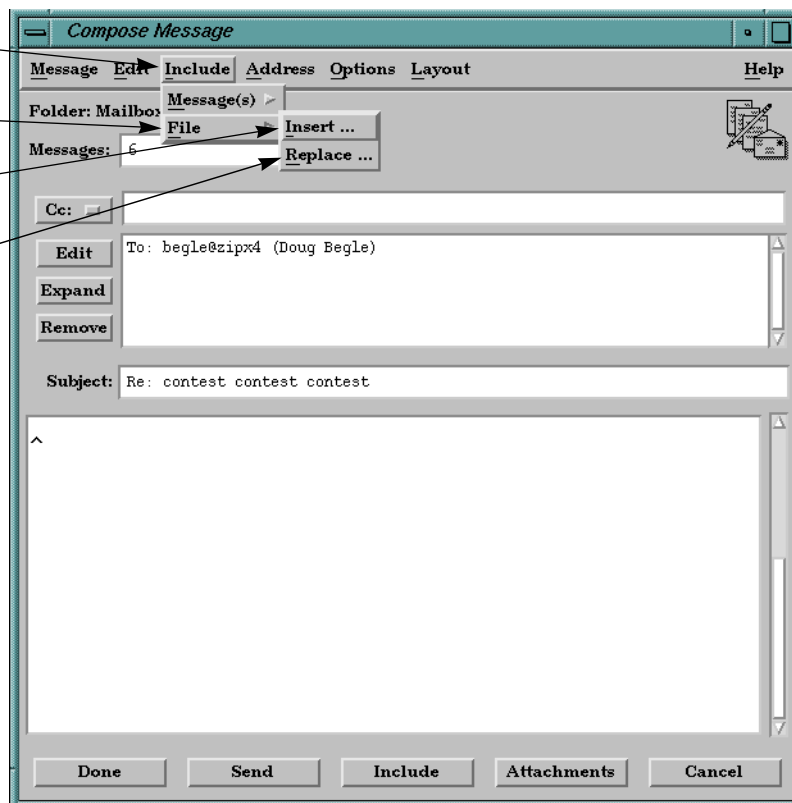 Compose Message
Message Edit Include Address Options Layout Help
Message(s)
Folder: Mailbox
File
Insert ...
Messages: 6
Replace ...
Cc:
Edit
To: begle@zipx4 (Doug Begle)
Expand
Remove
Subject: Re: contest contest contest
^
Done Send Include Attachments Cancel